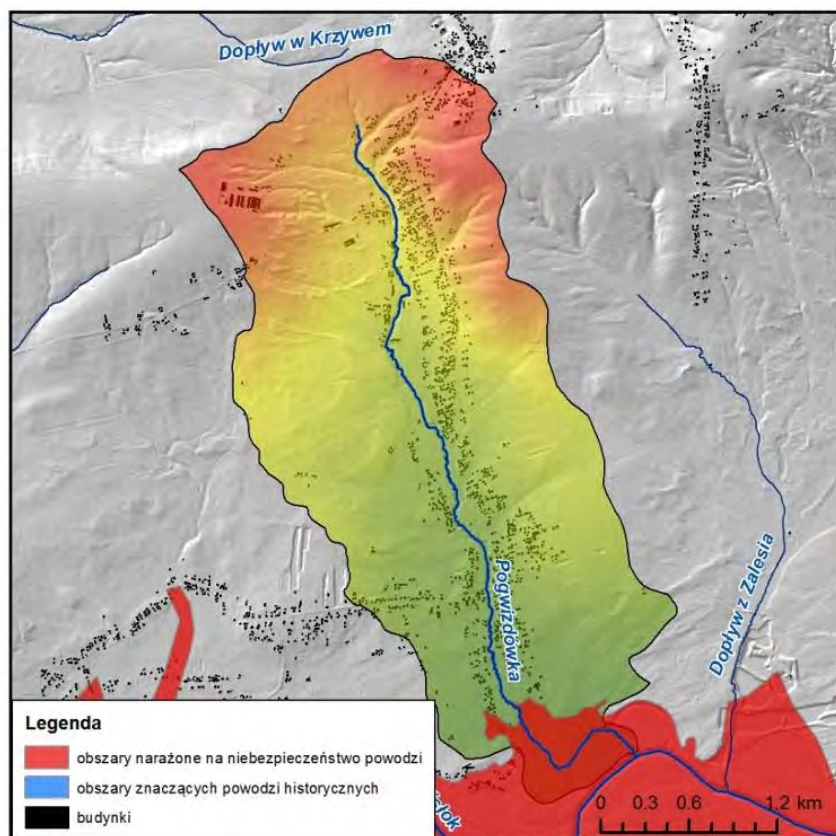 Dopływ w Krzywem
Pogwizdówka
Dopływ z Zalesia
Legenda
obszary narażone na niebezpieczeństwo powodzi
obszary znaczących powodzi historycznych
budynki
0 0.3 0.6 1.2 km